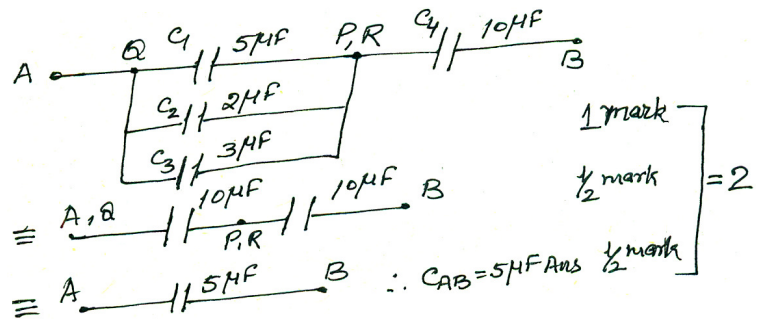 A Q C₁ 5μF P,R C₄ 10μF B
C₂ 2μF
C₃ 3μF
1 mark
½ mark = 2
≡ A,Q 10μF P,R 10μF B
≡ A 5μF B ∴ C_AB = 5μF Ans ½ mark